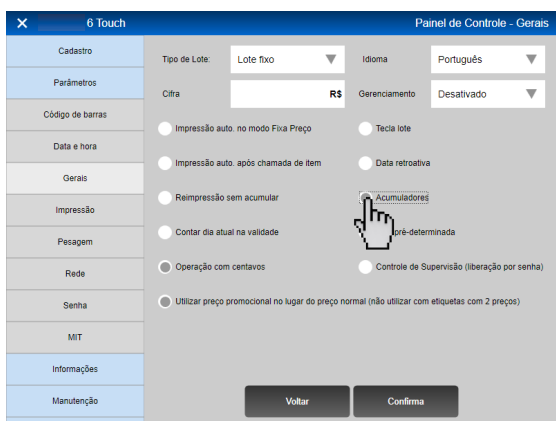 × 6 Touch Painel de Controle - Gerais
Cadastro
Parâmetros
Código de barras
Data e hora
Gerais
Impressão
Pesagem
Rede
Senha
MIT
Informações
Manutenção
Tipo de Lote: Lote fixo Idioma Português
Cifra R$ Gerenciamento Desativado
Impressão auto. no modo Fixa Preço Tecla lote
Impressão auto. após chamada de item Data retroativa
Reimpressão sem acumular Acumuladores
Contar dia atual na validade pré-determinada
Operação com centavos Controle de Supervisão (liberação por senha)
Utilizar preço promocional no lugar do preço normal (não utilizar com etiquetas com 2 preços)
Voltar Confirma